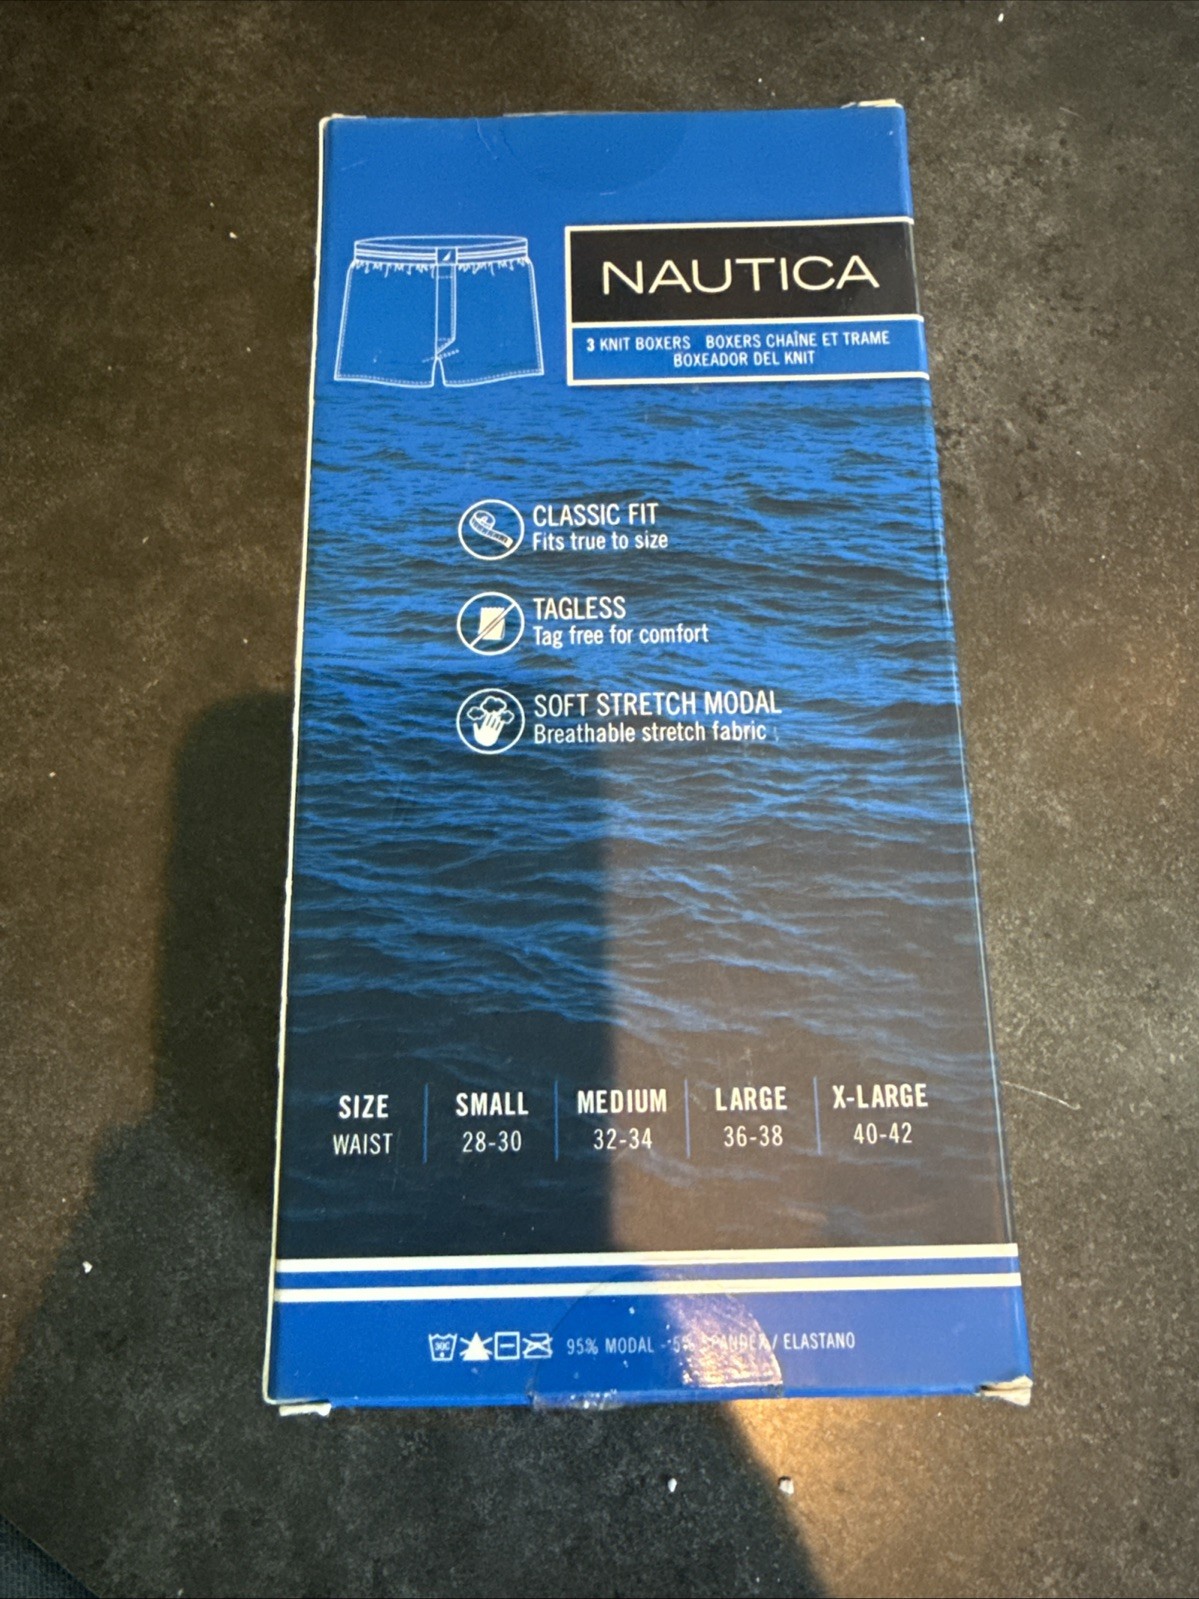 NAUTICA
3 KNIT BOXERS BOXERS CHAÎNE ET TRAME
BOXEADOR DEL KNIT
CLASSIC FIT
Fits true to size
TAGLESS
Tag free for comfort
SOFT STRETCH MODAL
Breathable stretch fabric
SIZE SMALL MEDIUM LARGE X-LARGE
WAIST 28-30 32-34 36-38 40-42
95% MODAL - 5% SPANDEX / ELASTANO